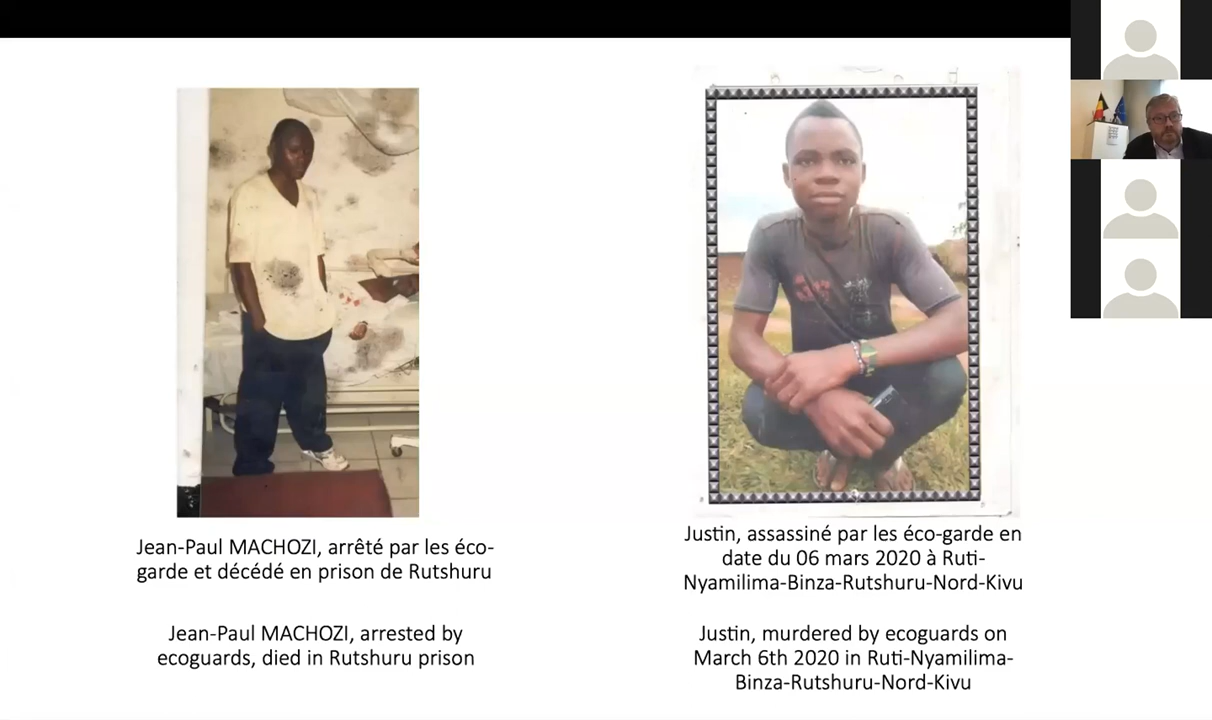 Jean-Paul MACHOZI, arrêté par les éco-
garde et décédé en prison de Rutshuru
Jean-Paul MACHOZI, arrested by
ecoguards, died in Rutshuru prison
Justin, assassiné par les éco-garde en
date du 06 mars 2020 à Ruti-
Nyamilima-Binza-Rutshuru-Nord-Kivu
Justin, murdered by ecoguards on
March 6th 2020 in Ruti-Nyamilima-
Binza-Rutshuru-Nord-Kivu